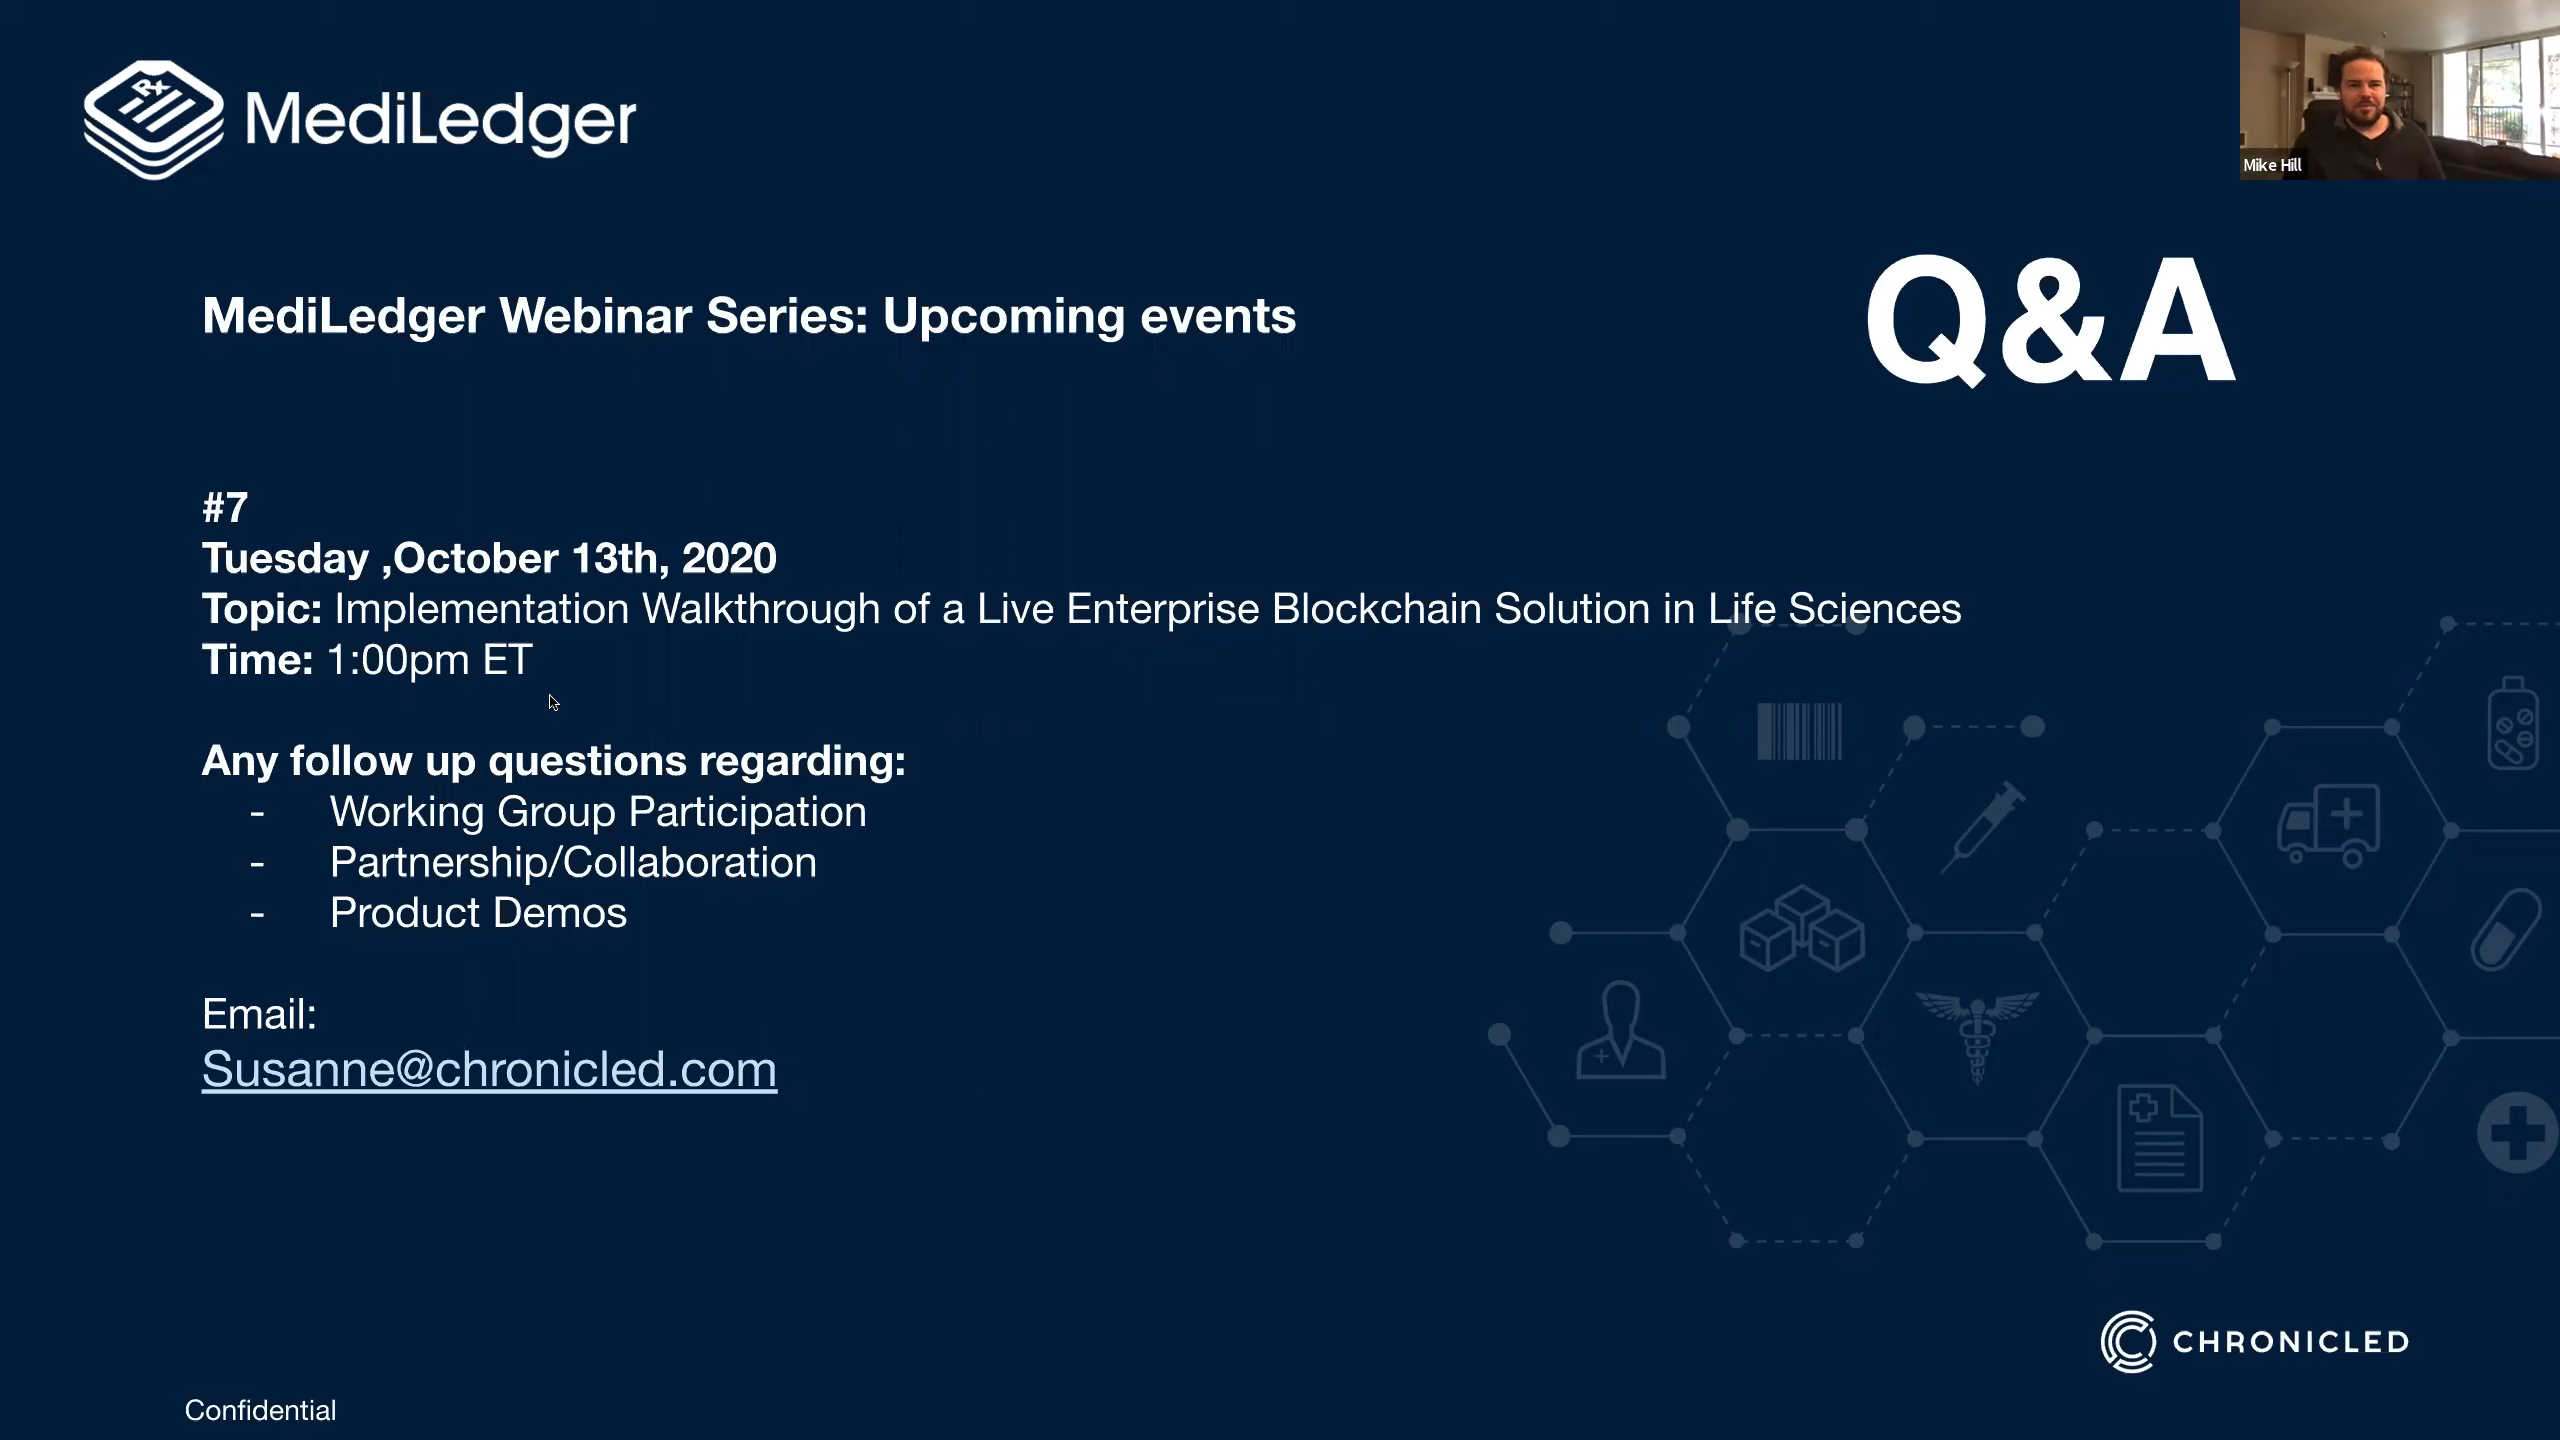 Rx
MediLedger
Mike Hill
Q&A
MediLedger Webinar Series: Upcoming events
#7
Tuesday ,October 13th, 2020
Topic: Implementation Walkthrough of a Live Enterprise Blockchain Solution in Life Sciences
Time: 1:00pm ET
Any follow up questions regarding:
- Working Group Participation
- Partnership/Collaboration
- Product Demos
Email:
Susanne@chronicled.com
CHRONICLED
Confidential